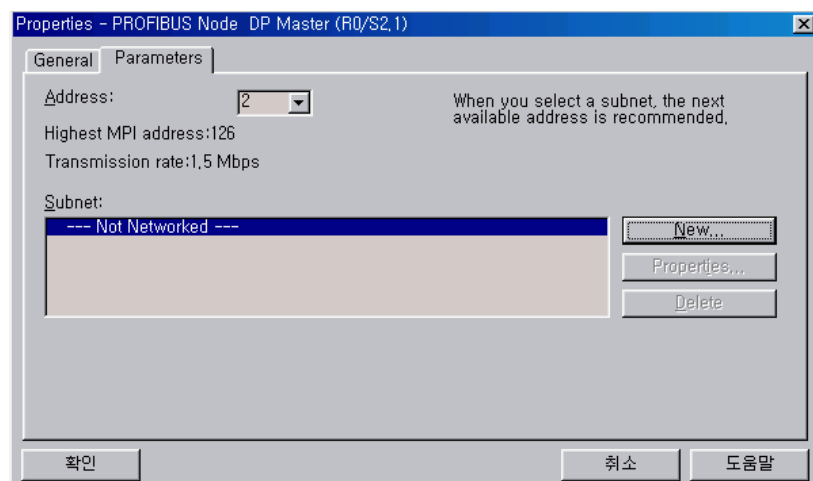 Properties - PROFIBUS Node  DP Master (R0/S2,1)
General
Parameters
Address:
2
When you select a subnet, the next
available address is recommended,
Highest MPI address:126
Transmission rate:1,5 Mbps
Subnet:
--- Not Networked ---
New...
Properties...
Delete
확인
취소
도움말